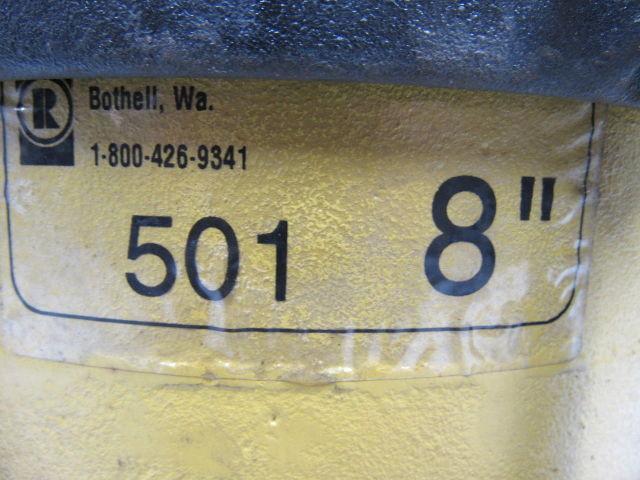 R
Bothell, Wa.
1-800-426-9341
501 8"